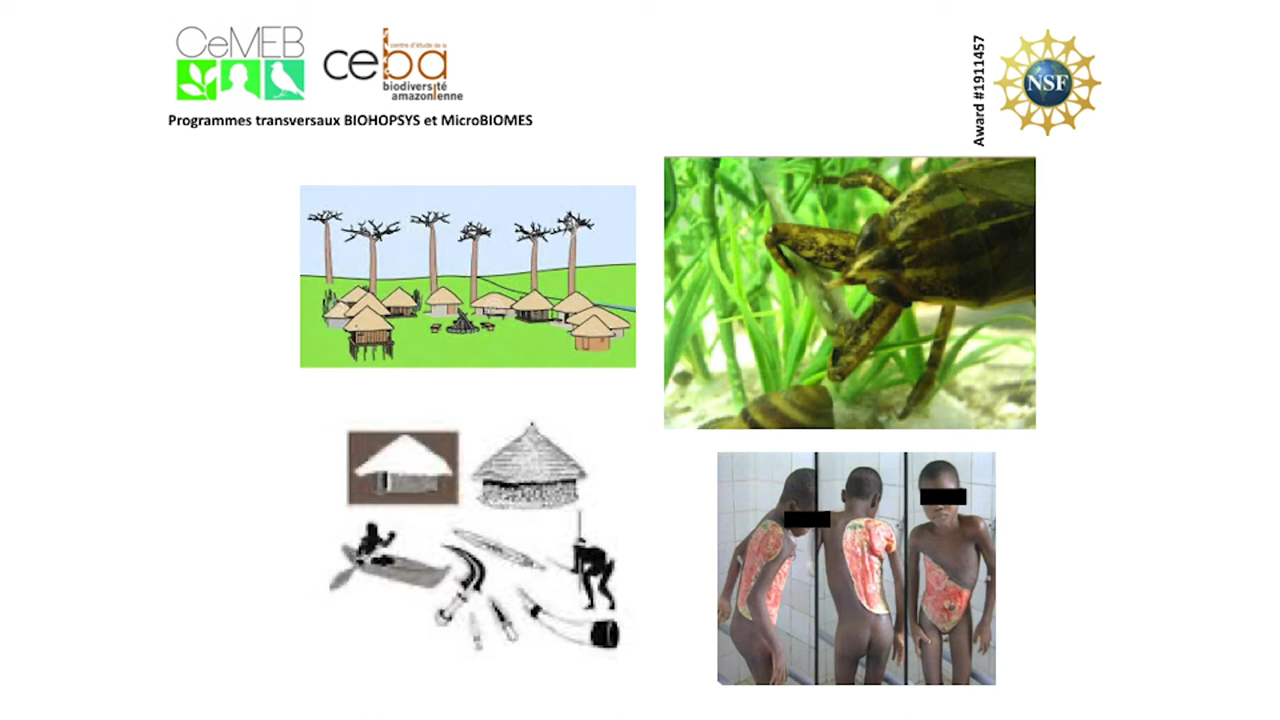 CeMEB
ceba
centre d'étude de la
biodiversité
amazonienne
Programmes transversaux BIOHOPSYS et MicroBIOMES
Award #1911457
NSF